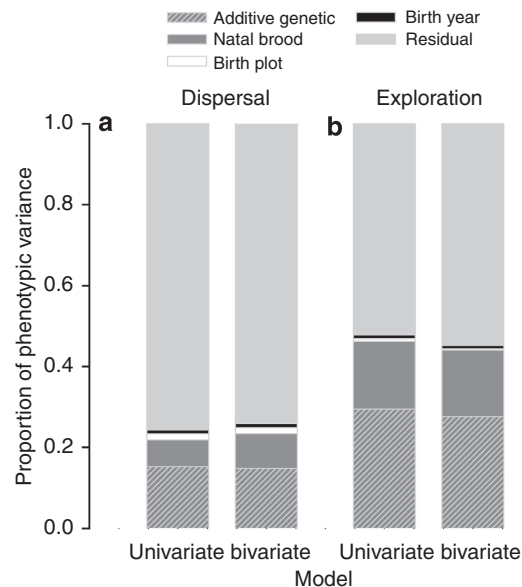 Additive genetic
Birth year
Natal brood
Residual
Birth plot
Dispersal
Exploration
a
b
1.0
0.8
0.6
0.4
0.2
0.0
Proportion of phenotypic variance
Univariate bivariate
Univariate bivariate
Model